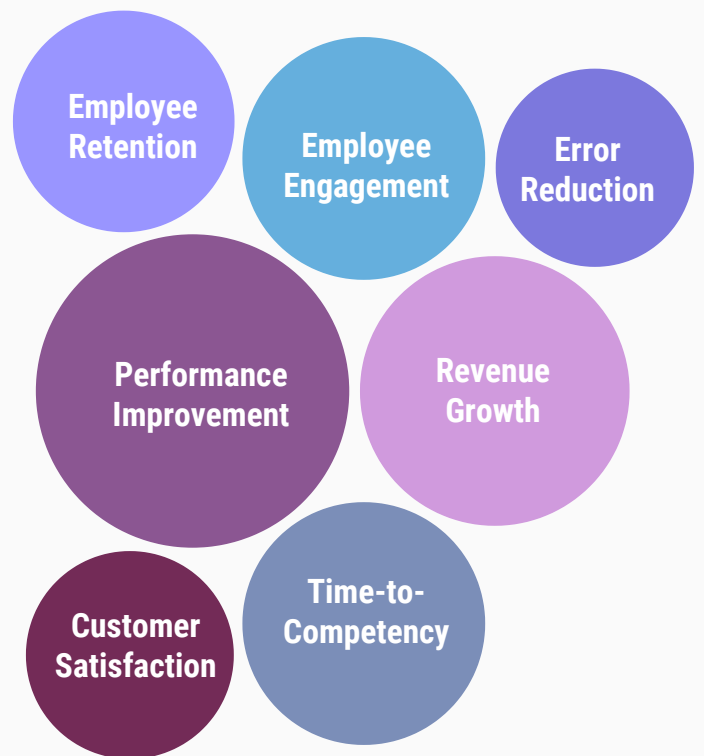 Employee
Retention
Employee
Engagement
Error
Reduction
Performance
Improvement
Revenue
Growth
Time-to-
Competency
Customer
Satisfaction